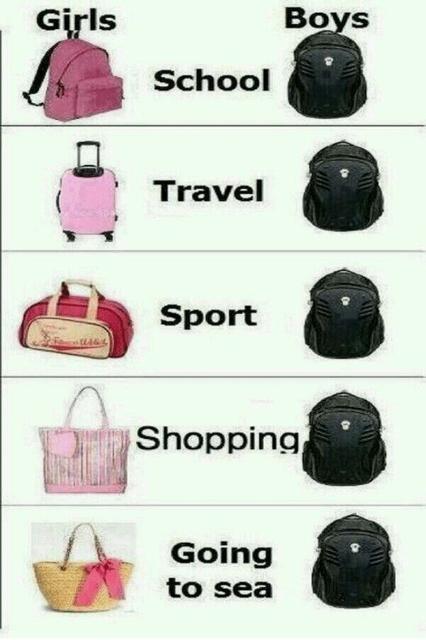 Girls
Boys
School
Travel
Sport
Shopping
Going
to sea